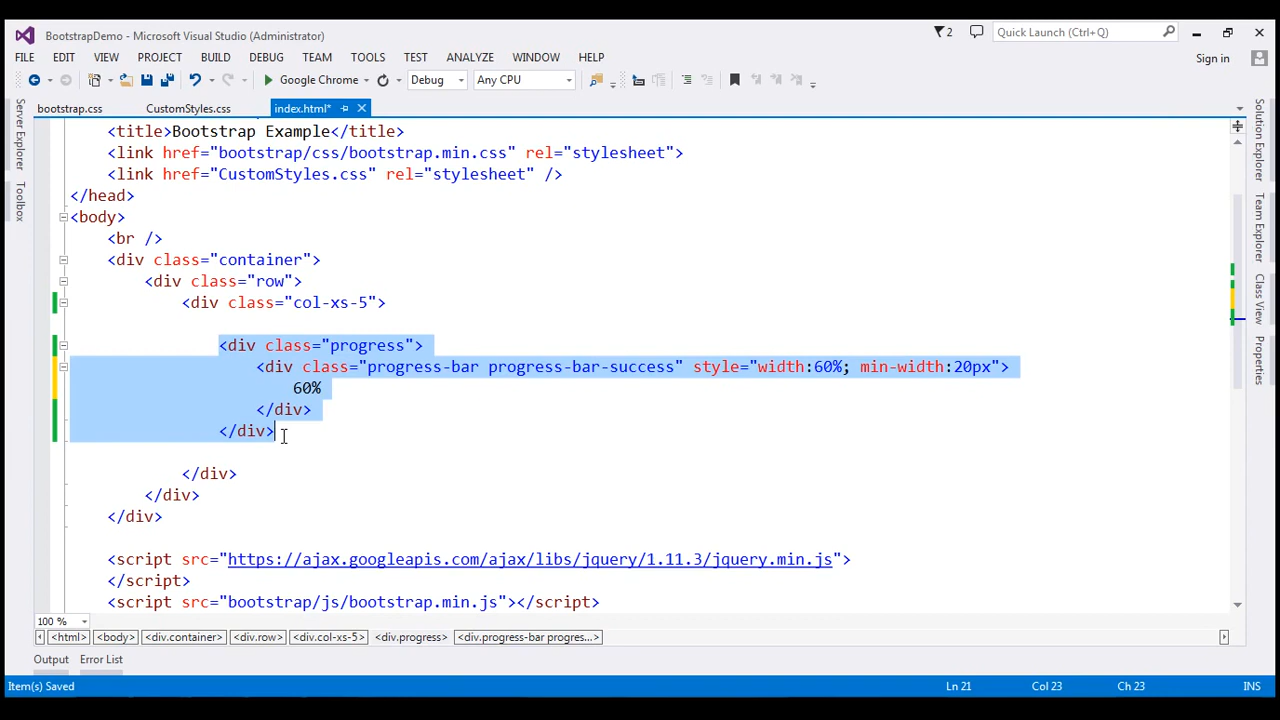 BootstrapDemo - Microsoft Visual Studio (Administrator)
2
Quick Launch (Ctrl+Q)
FILE EDIT VIEW PROJECT BUILD DEBUG TEAM TOOLS TEST ANALYZE WINDOW HELP
Sign in
Google Chrome
Debug
Any CPU
bootstrap.css
CustomStyles.css
index.html*
Server Explorer
Toolbox
Solution Explorer
Team Explorer
Class View
Properties
<title>Bootstrap Example</title>
<link href="bootstrap/css/bootstrap.min.css" rel="stylesheet">
<link href="CustomStyles.css" rel="stylesheet" />
</head>
<body>
<br />
<div class="container">
<div class="row">
<div class="col-xs-5">
<div class="progress">
<div class="progress-bar progress-bar-success" style="width:60%; min-width:20px">
60%
</div>
</div>
</div>
</div>
</div>
<script src="https://ajax.googleapis.com/ajax/libs/jquery/1.11.3/jquery.min.js">
</script>
<script src="bootstrap/js/bootstrap.min.js"></script>
100 %
<html> <body> <div.container> <div.row> <div.col-xs-5> <div.progress> <div.progress-bar progres...>
Output
Error List
Item(s) Saved
Ln 21
Col 23
Ch 23
INS